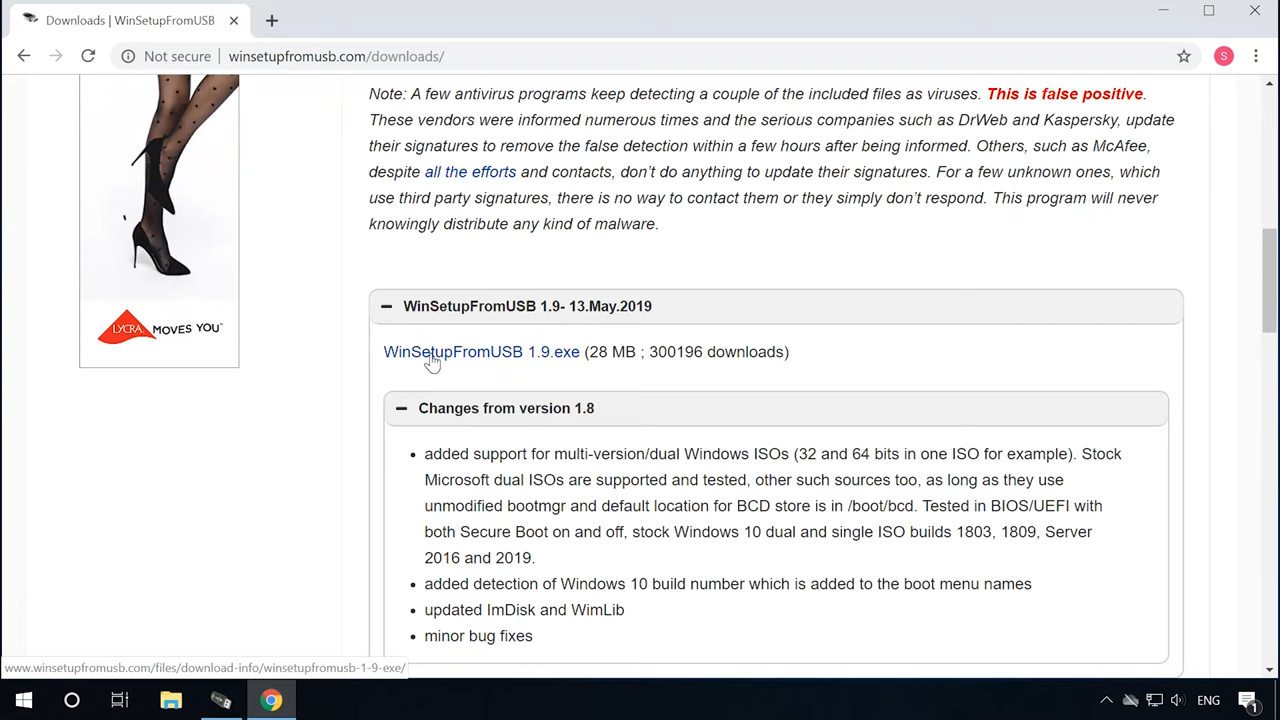 Downloads | WinSetupFromUSB
Not secure
winsetupfromusb.com/downloads/
S
Note: A few antivirus programs keep detecting a couple of the included files as viruses. This is false positive.
These vendors were informed numerous times and the serious companies such as DrWeb and Kaspersky, update
their signatures to remove the false detection within a few hours after being informed. Others, such as McAfee,
despite all the efforts and contacts, don’t do anything to update their signatures. For a few unknown ones, which
use third party signatures, there is no way to contact them or they simply don’t respond. This program will never
knowingly distribute any kind of malware.
LYCRA MOVES YOU™
WinSetupFromUSB 1.9- 13.May.2019
WinSetupFromUSB 1.9.exe (28 MB ; 300196 downloads)
Changes from version 1.8
• added support for multi-version/dual Windows ISOs (32 and 64 bits in one ISO for example). Stock
Microsoft dual ISOs are supported and tested, other such sources too, as long as they use
unmodified bootmgr and default location for BCD store is in /boot/bcd. Tested in BIOS/UEFI with
both Secure Boot on and off, stock Windows 10 dual and single ISO builds 1803, 1809, Server
2016 and 2019.
• added detection of Windows 10 build number which is added to the boot menu names
• updated ImDisk and WimLib
• minor bug fixes
www.winsetupfromusb.com/files/download-info/winsetupfromusb-1-9-exe/
ENG
1